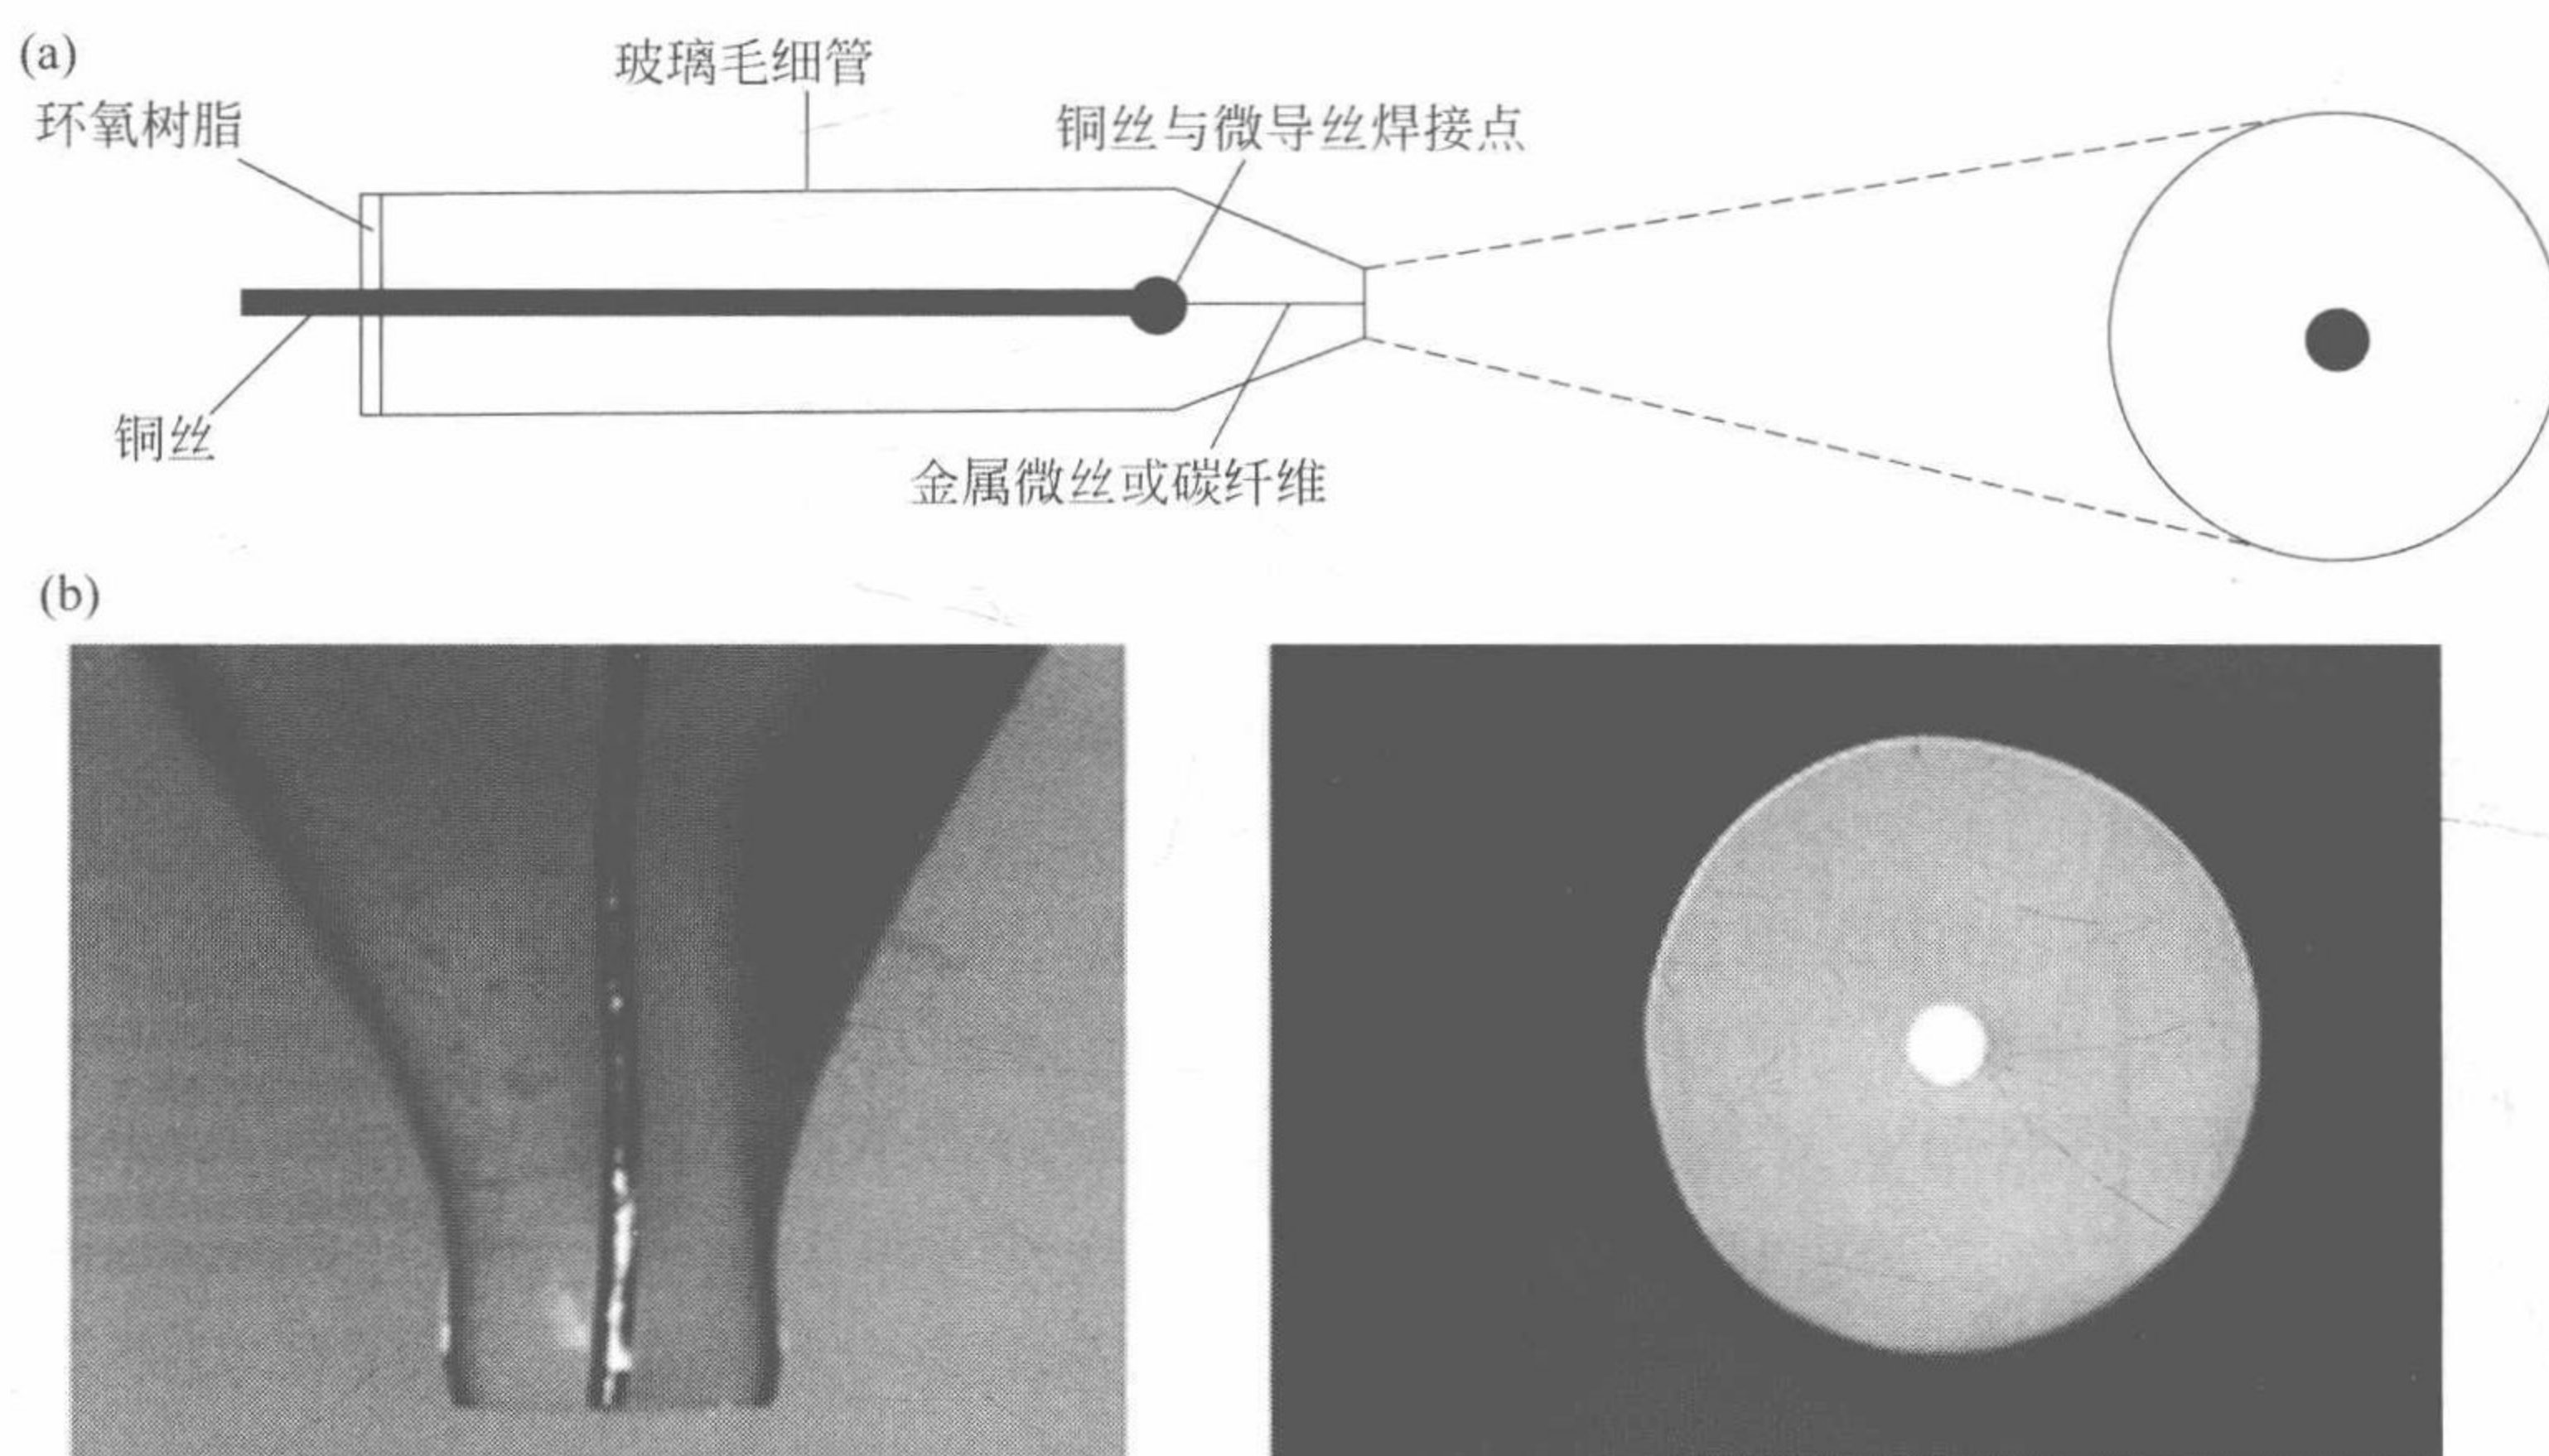 (a)
玻璃毛细管
环氧树脂
铜丝与微导丝焊接点
铜丝
金属微丝或碳纤维
(b)